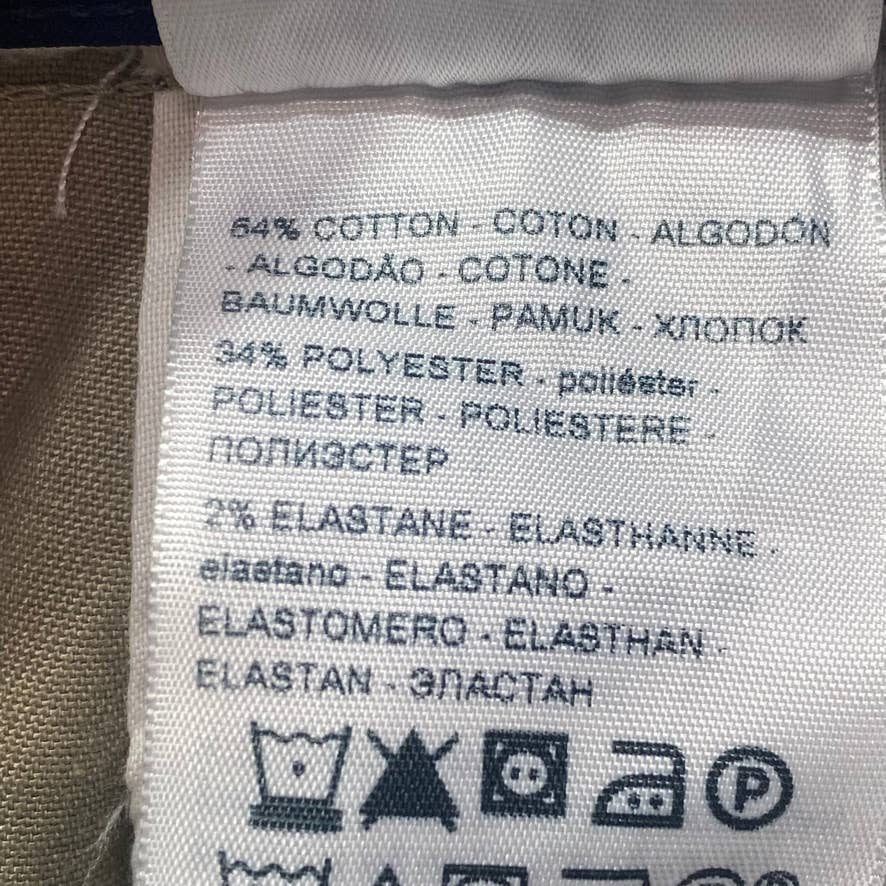 64% COTTON - COTON - ALGODÓN
- ALGODÃO - COTONE -
BAUMWOLLE - PAMUK - ХЛОПОК
34% POLYESTER - poliéster -
POLIESTER - POLIESTERE -
ПОЛИЭСТЕР
2% ELASTANE - ELASTHANNE -
elastano - ELASTANO -
ELASTOMERO - ELASTHAN -
ELASTAN - ЭЛАСТАН
P